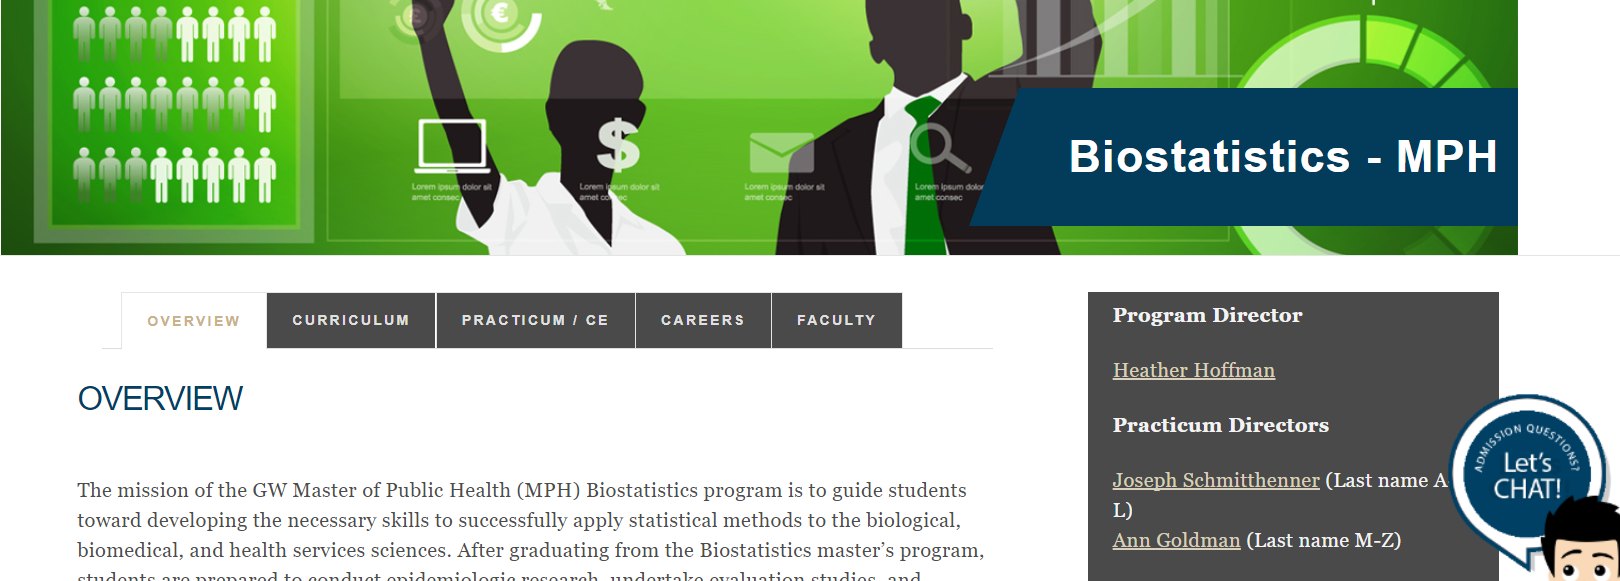 Lorem ipsum dolor sit
amet consec
Lorem ipsum dolor sit
amet consec
Lorem ipsum dolor sit
amet consec
Lorem ipsum dolor sit
amet consec
Biostatistics - MPH
OVERVIEW
CURRICULUM
PRACTICUM / CE
CAREERS
FACULTY
OVERVIEW
The mission of the GW Master of Public Health (MPH) Biostatistics program is to guide students
toward developing the necessary skills to successfully apply statistical methods to the biological,
biomedical, and health services sciences. After graduating from the Biostatistics master’s program,
students are prepared to conduct epidemiologic research, undertake evaluation studies, and
Program Director
Heather Hoffman
Practicum Directors
Joseph Schmitthenner (Last name A
L)
Ann Goldman (Last name M-Z)
ADMISSION QUESTIONS?
Let's
CHAT!